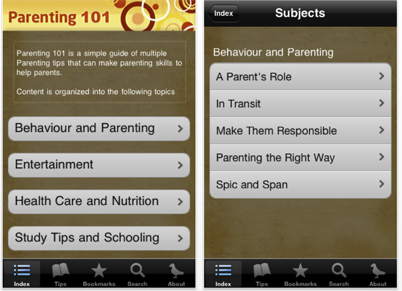 Parenting 101
Parenting 101 is a simple guide of multiple
Parenting tips that can make parenting skills to
help parents.
Content is organized into the following topics
Behaviour and Parenting
Entertainment
Health Care and Nutrition
Study Tips and Schooling
Index Tips Bookmarks Search About
Index
Subjects
Behaviour and Parenting
A Parent's Role
In Transit
Make Them Responsible
Parenting the Right Way
Spic and Span
Index Tips Bookmarks Search About